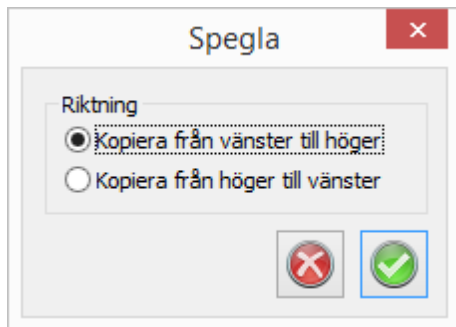 Spegla
Riktning
Kopiera från vänster till höger
Kopiera från höger till vänster